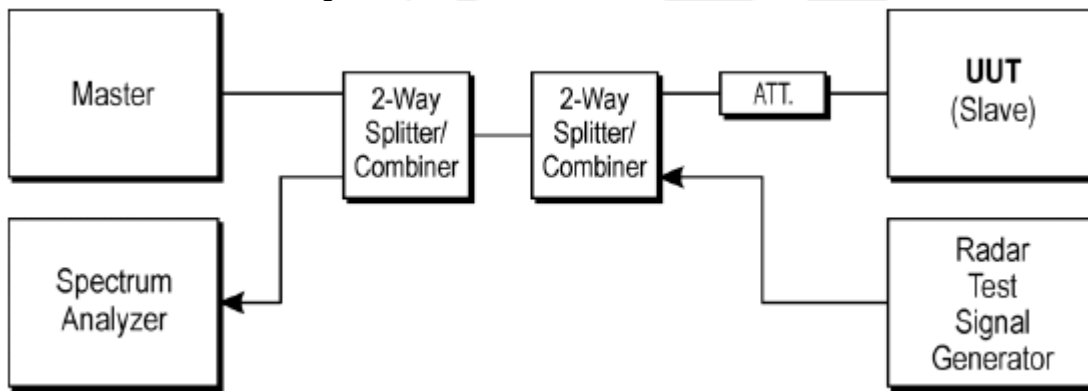 Master
2-Way
Splitter/
Combiner
2-Way
Splitter/
Combiner
ATT.
UUT
(Slave)
Spectrum
Analyzer
Radar
Test
Signal
Generator